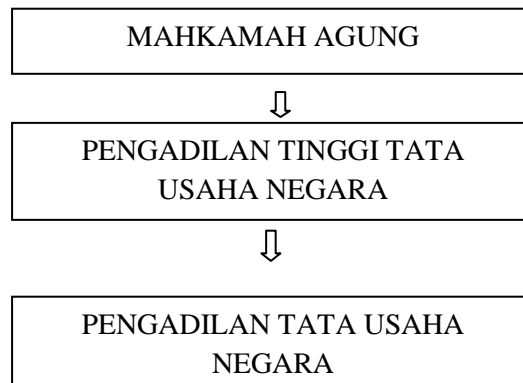 MAHKAMAH AGUNG
PENGADILAN TINGGI TATA
USAHA NEGARA
PENGADILAN TATA USAHA
NEGARA